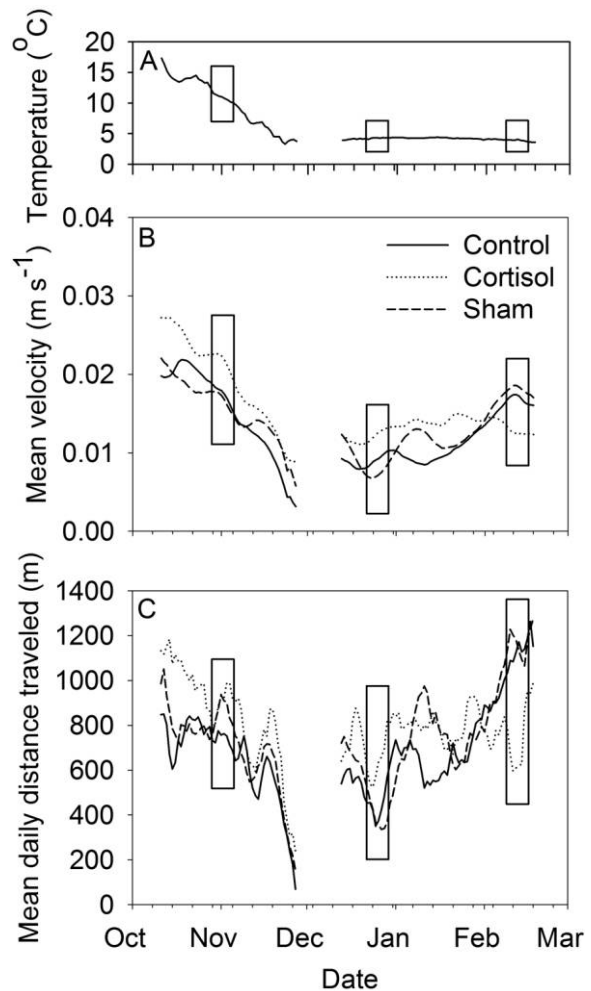 Temperature (°C)
20
15
10
5
0
A
Mean velocity (m s-1)
0.04
0.03
0.02
0.01
0.00
B
Control
Cortisol
Sham
Mean daily distance traveled (m)
1400
1200
1000
800
600
400
200
0
C
Oct Nov Dec Jan Feb Mar
Date